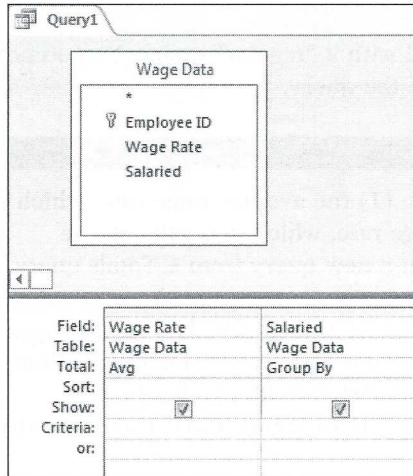 Query1
Wage Data
*
Employee ID
Wage Rate
Salaried
Field: Wage Rate Salaried
Table: Wage Data Wage Data
Total: Avg Group By
Sort:
Show:
Criteria:
or: